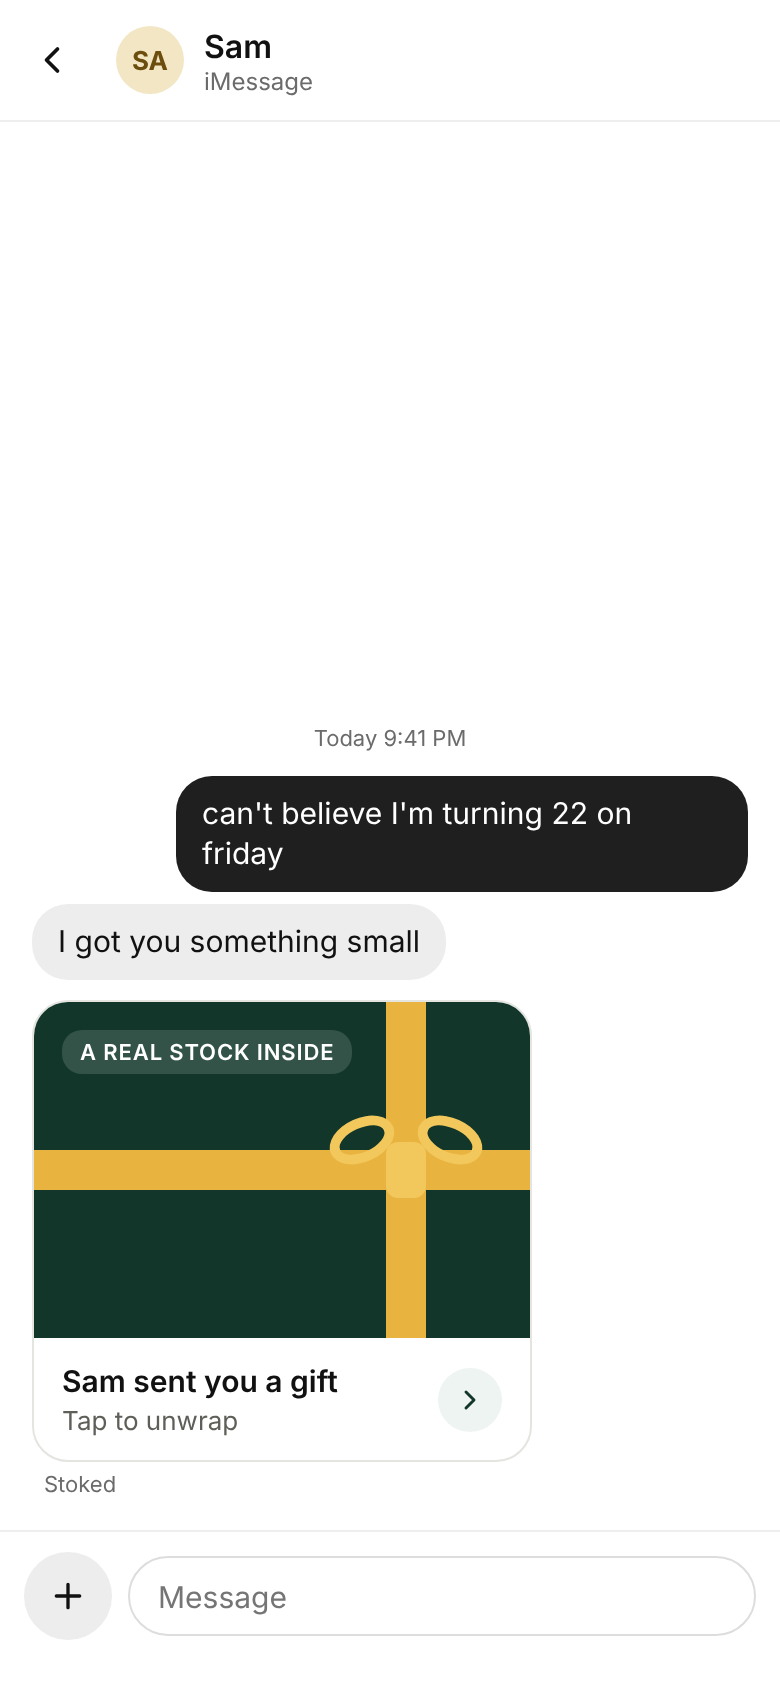 SA
Sam
iMessage
Today 9:41 PM
can't believe I'm turning 22 on
friday
I got you something small
A REAL STOCK INSIDE
Sam sent you a gift
Tap to unwrap
Stoked
Message